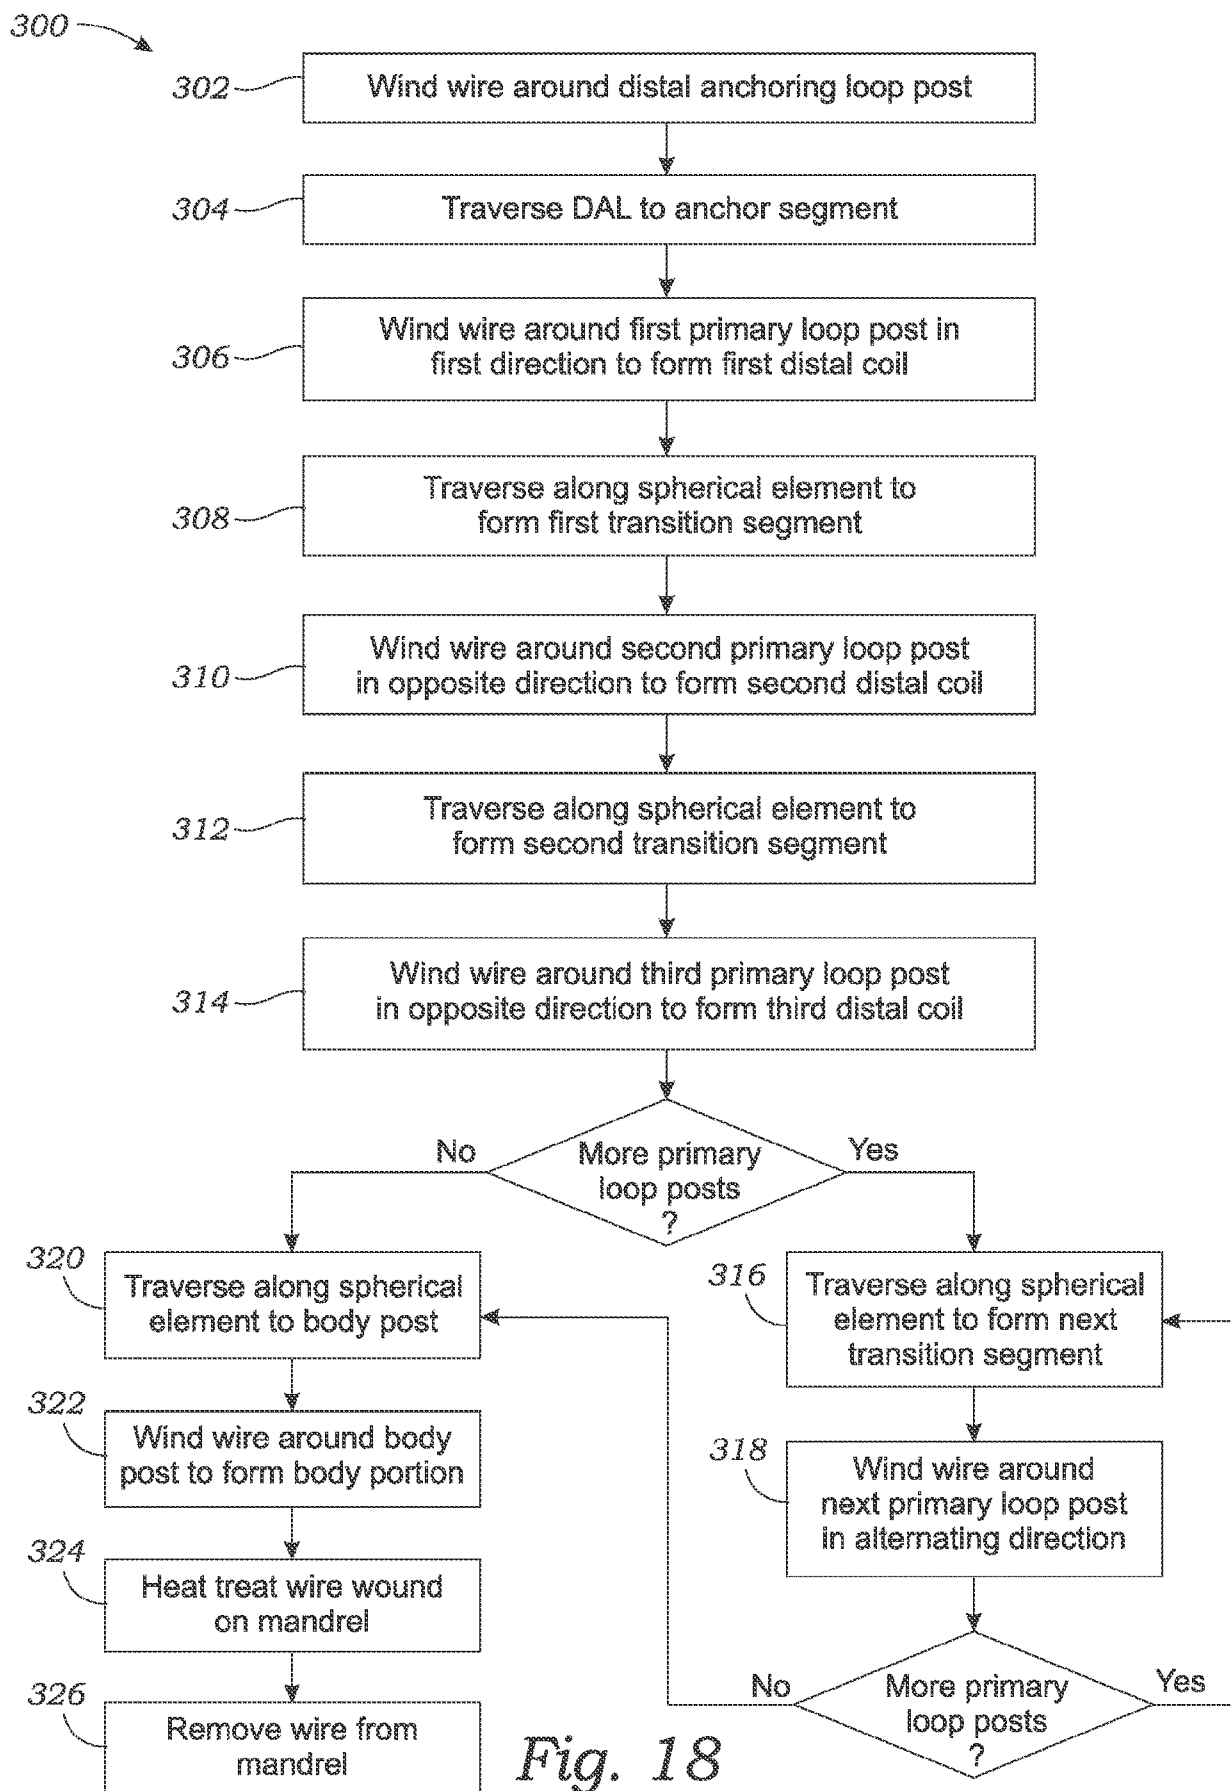 300
302
Wind wire around distal anchoring loop post
304
Traverse DAL to anchor segment
306
Wind wire around first primary loop post in
first direction to form first distal coil
308
Traverse along spherical element to
form first transition segment
310
Wind wire around second primary loop post
in opposite direction to form second distal coil
312
Traverse along spherical element to
form second transition segment
314
Wind wire around third primary loop post
in opposite direction to form third distal coil
No
More primary
loop posts
?
Yes
320
Traverse along spherical
element to body post
316
Traverse along spherical
element to form next
transition segment
322
Wind wire around body
post to form body portion
318
Wind wire around
next primary loop post
in alternating direction
324
Heat treat wire wound
on mandrel
No
More primary
loop posts
?
Yes
326
Remove wire from
mandrel
Fig. 18